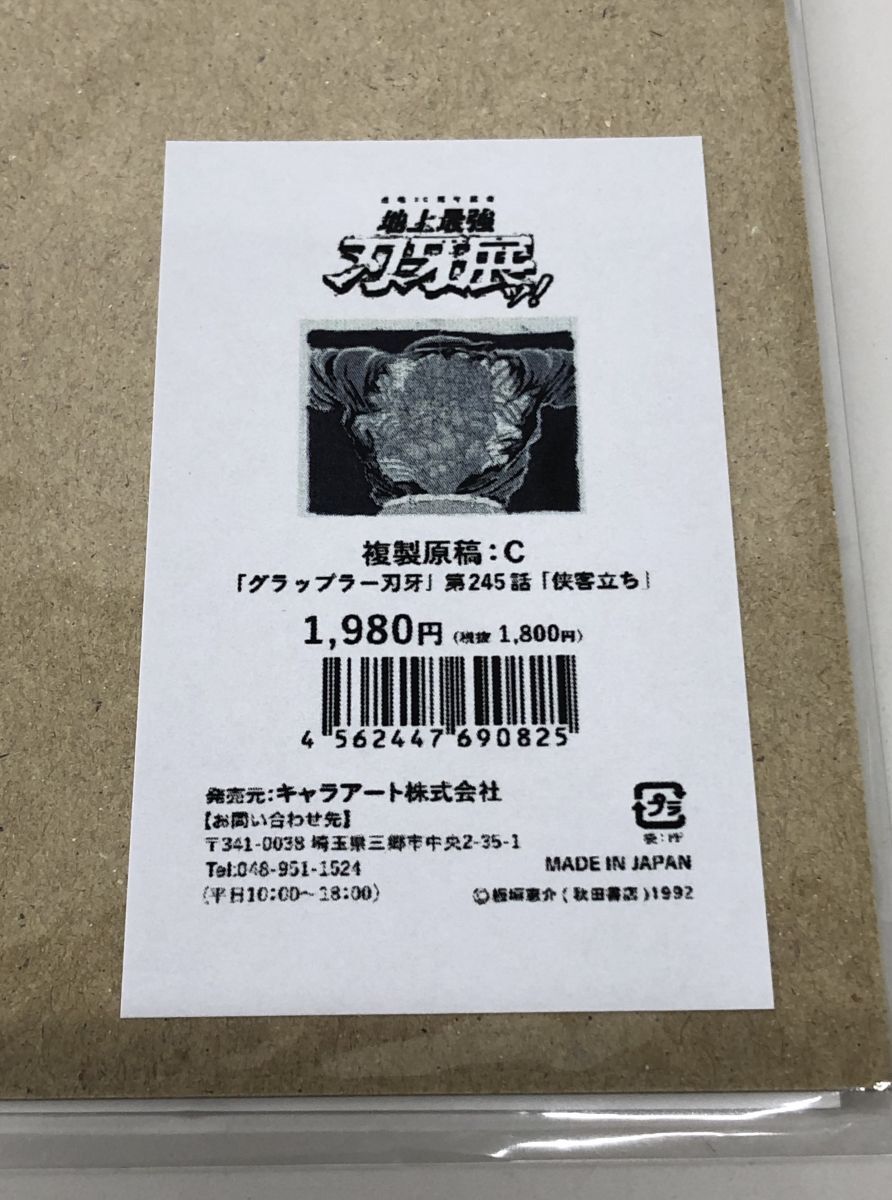 地上最強
刃牙展ッ!
複製原稿:C
「グラップラー刃牙」第245話「侠客立ち」
1,980円(税抜 1,800円)
4 562447 690825
発売元:キャラアート株式会社
【お問い合わせ先】
〒341-0038 埼玉県三郷市中央2-35-1
Tel:048-951-1524
(平日10:00~18:00)
プラ
袋:PP
MADE IN JAPAN
©板垣恵介(秋田書店)1992